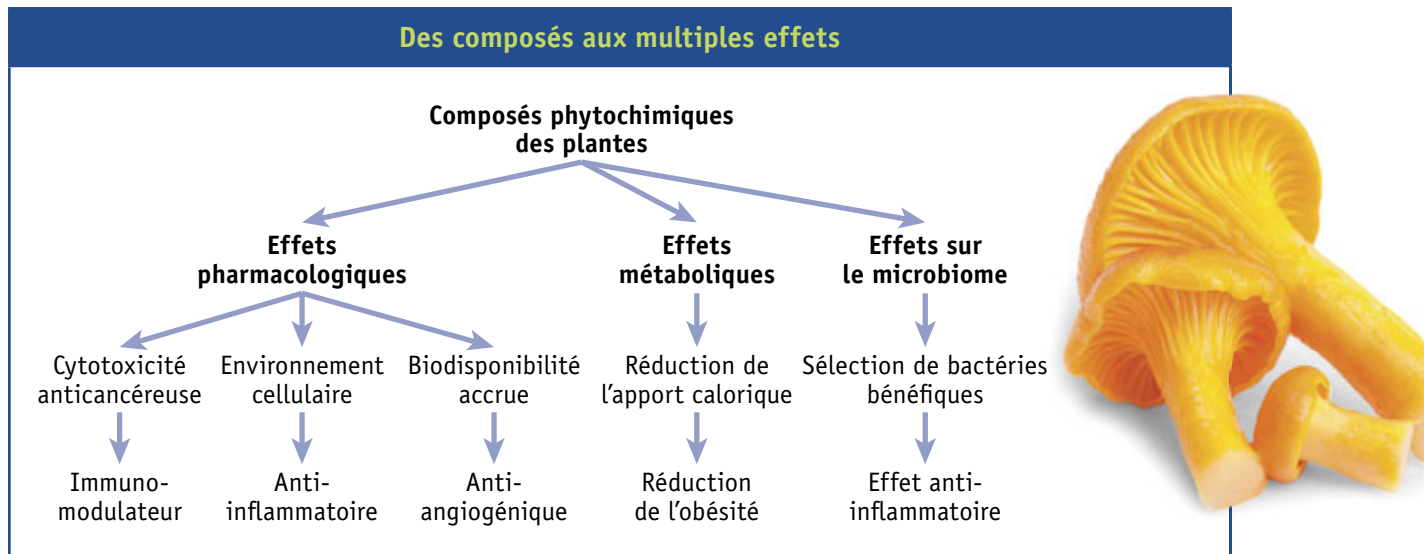 Des composés aux multiples effets
Composés phytochimiques
des plantes
Effets
pharmacologiques
Effets
métaboliques
Effets sur
le microbiome
Cytotoxicité
anticancéreuse
Environnement
cellulaire
Biodisponibilité
accrue
Réduction de
l'apport calorique
Sélection de bactéries
bénéfiques
Immuno-
modulateur
Anti-
inflammatoire
Anti-
angiogénique
Réduction
de l'obésité
Effet anti-
inflammatoire